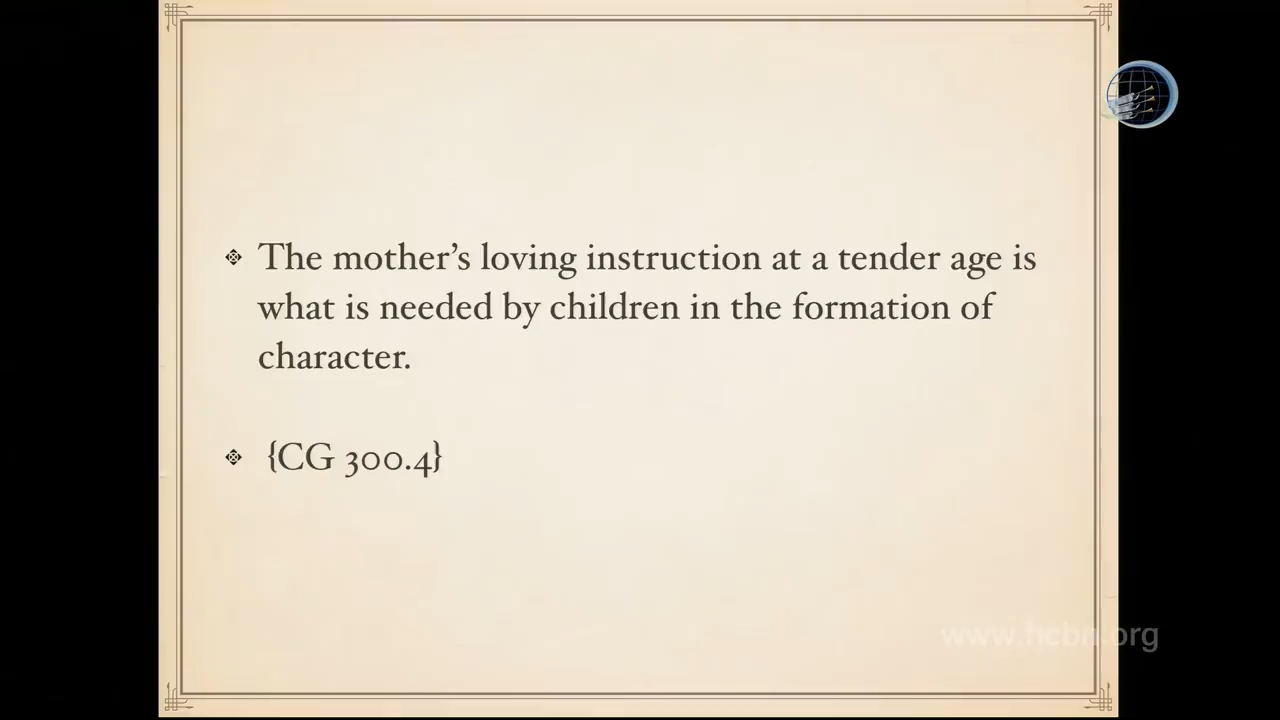 The mother’s loving instruction at a tender age is
what is needed by children in the formation of
character.
{CG 300.4}
www.hcbn.org